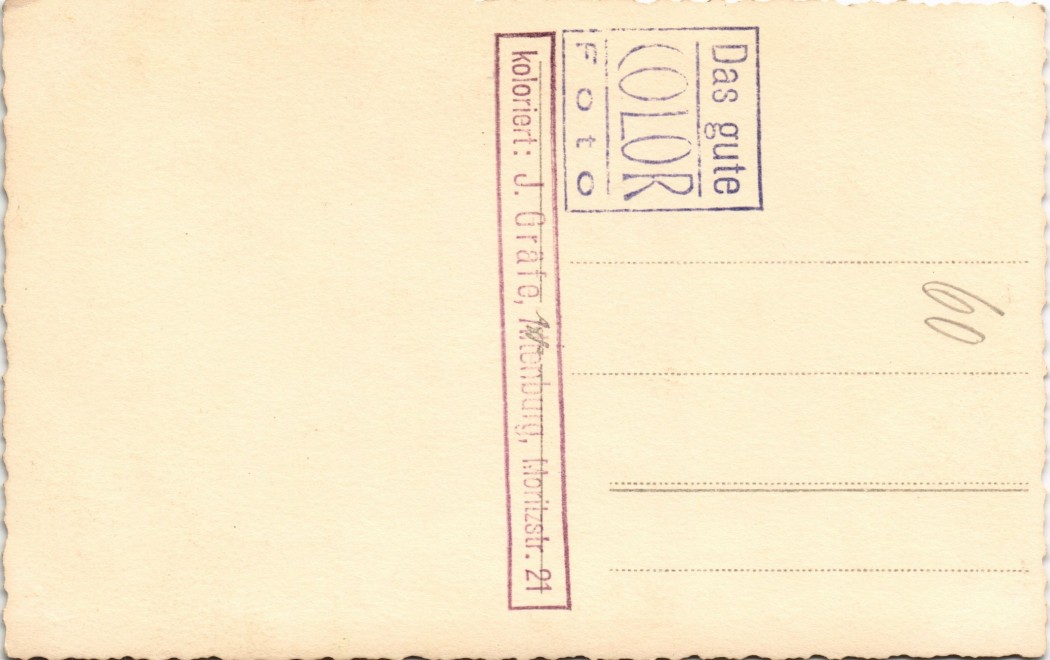 Das gute
COLOR
Foto
koloriert: J. Gräfe, Altenburg, Moritzstr. 21
60